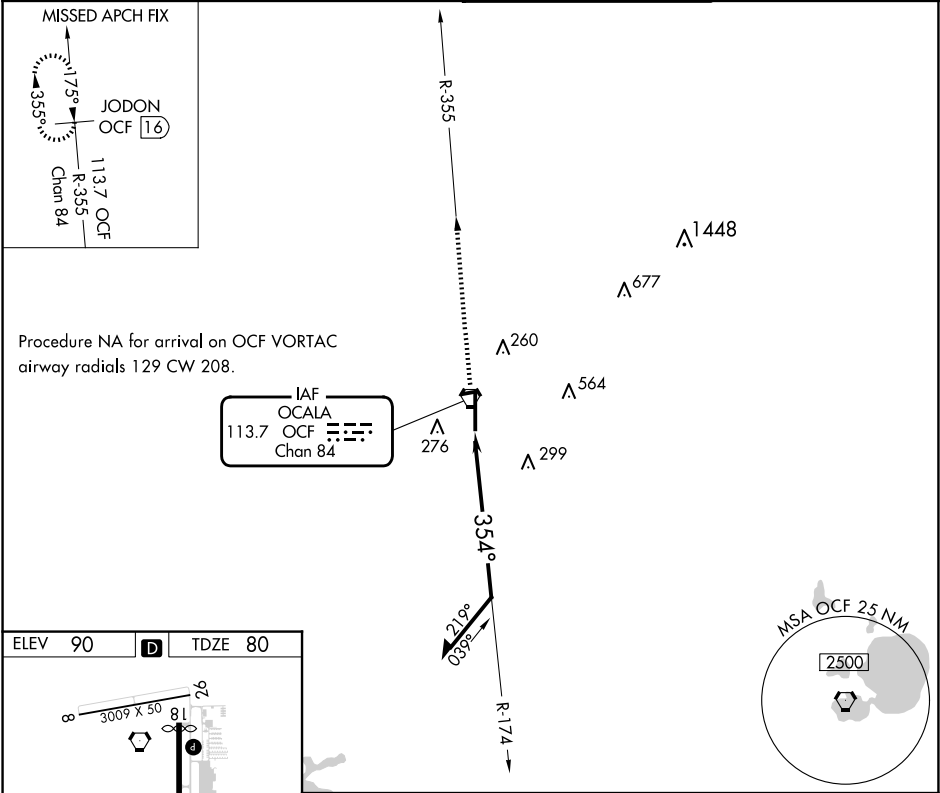 MISSED APCH FIX
175°
355°
JODON
OCF 16
113.7 OCF
R-355
Chan 84
R-355
1448
677
260
564
276
299
Procedure NA for arrival on OCF VORTAC
airway radials 129 CW 208.
IAF
OCALA
113.7 OCF
Chan 84
354°
219°
039°
R-174
MSA OCF 25 NM
2500
ELEV 90
D
TDZE 80
8
3009 X 50
26
18
P